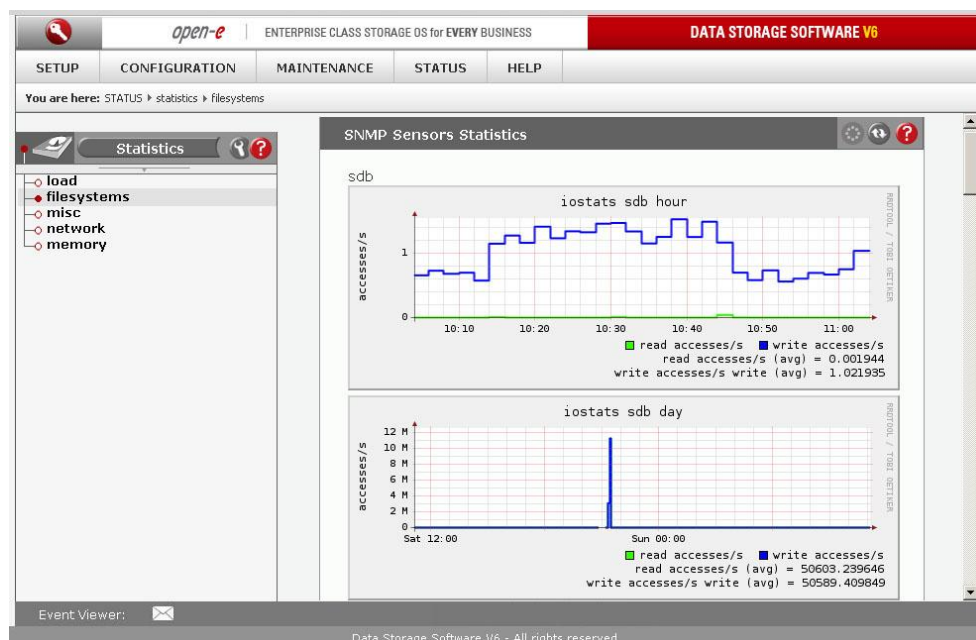 open-e ENTERPRISE CLASS STORAGE OS for EVERY BUSINESS DATA STORAGE SOFTWARE V6
SETUP CONFIGURATION MAINTENANCE STATUS HELP
You are here: STATUS statistics filesystems
Statistics
load
filesystems
misc
network
memory
SNMP Sensors Statistics
sdb
iostats sdb hour
accesses/s
1
0
10:10 10:20 10:30 10:40 10:50 11:00
read accesses/s write accesses/s
read accesses/s (avg) = 0.001944
write accesses/s write (avg) = 1.021935
RRDTOOL / TOBI OETIKER
iostats sdb day
accesses/s
12 M
10 M
8 M
6 M
4 M
2 M
0
Sat 12:00 Sun 00:00
read accesses/s write accesses/s
read accesses/s (avg) = 50603.239646
write accesses/s write (avg) = 50589.409849
RRDTOOL / TOBI OETIKER
Event Viewer:
Data Storage Software V6 - All rights reserved